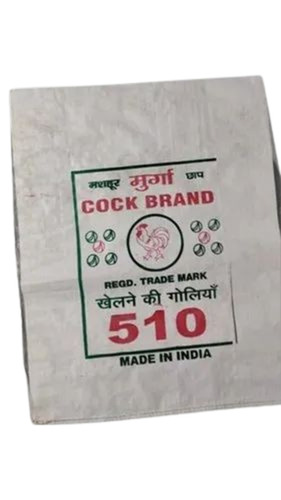 मशहूर मुर्गा छाप
COCK BRAND
REGD. TRADE MARK
खेलने की गोलियाँ
510
MADE IN INDIA